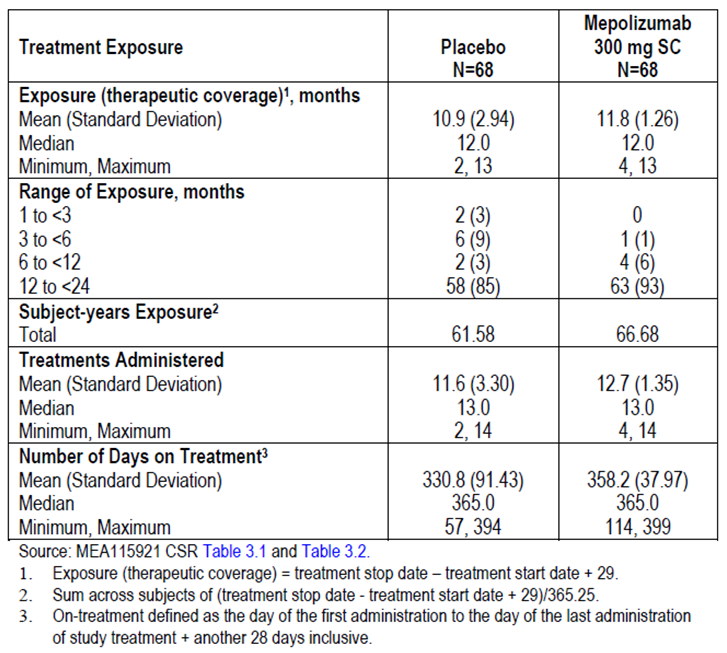 Treatment Exposure Placebo N=68 Mepolizumab 300 mg SC N=68
Exposure (therapeutic coverage)1, months
Mean (Standard Deviation) 10.9 (2.94) 11.8 (1.26)
Median 12.0 12.0
Minimum, Maximum 2, 13 4, 13
Range of Exposure, months
1 to <3 2 (3) 0
3 to <6 6 (9) 1 (1)
6 to <12 2 (3) 4 (6)
12 to <24 58 (85) 63 (93)
Subject-years Exposure2
Total 61.58 66.68
Treatments Administered
Mean (Standard Deviation) 11.6 (3.30) 12.7 (1.35)
Median 13.0 13.0
Minimum, Maximum 2, 14 4, 14
Number of Days on Treatment3
Mean (Standard Deviation) 330.8 (91.43) 358.2 (37.97)
Median 365.0 365.0
Minimum, Maximum 57, 394 114, 399
Source: MEA115921 CSR Table 3.1 and Table 3.2.
1. Exposure (therapeutic coverage) = treatment stop date – treatment start date + 29.
2. Sum across subjects of (treatment stop date - treatment start date + 29)/365.25.
3. On-treatment defined as the day of the first administration to the day of the last administration
of study treatment + another 28 days inclusive.